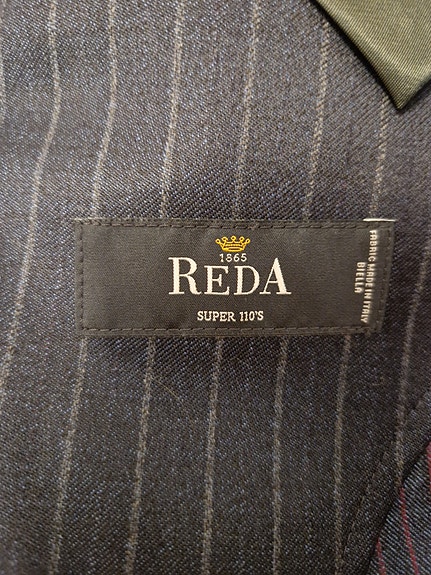 1865
REDA
SUPER 110'S
FABRIC MADE IN ITALY
BIELLA